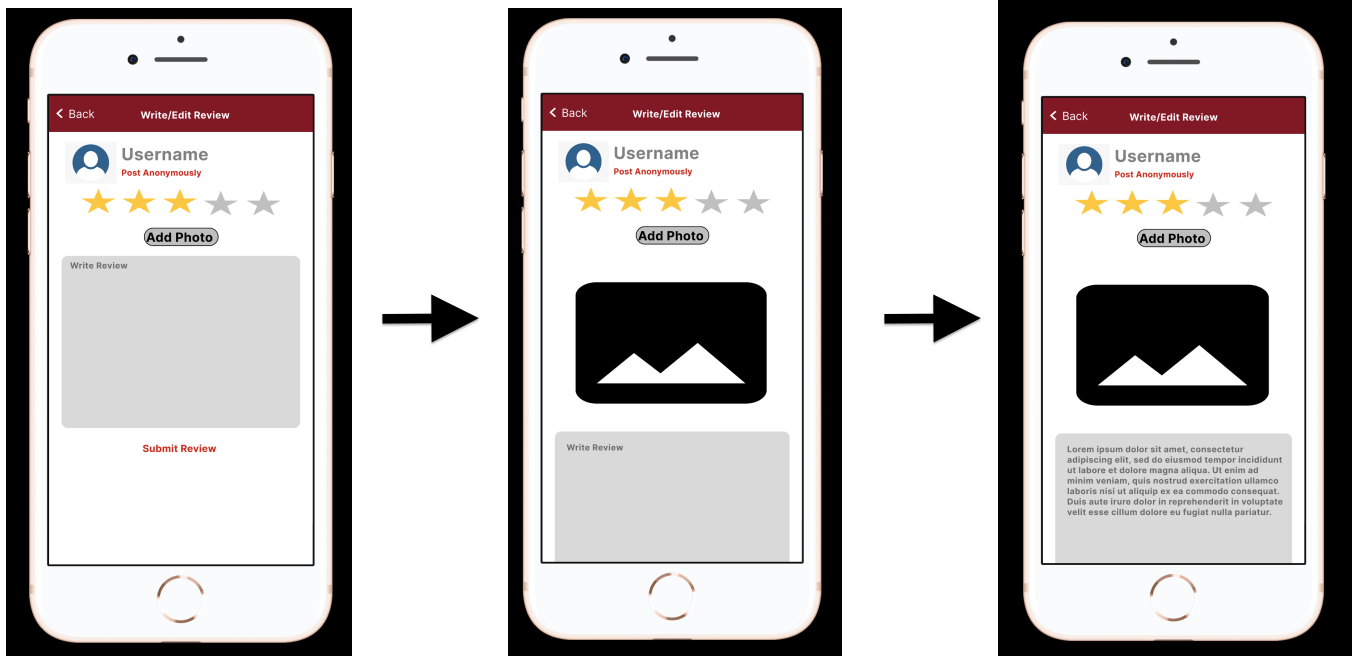 Back
Write/Edit Review
Username
Post Anonymously
Add Photo
Write Review
Submit Review
Back
Write/Edit Review
Username
Post Anonymously
Add Photo
Write Review
Back
Write/Edit Review
Username
Post Anonymously
Add Photo
Lorem ipsum dolor sit amet, consectetur
adipiscing elit, sed do eiusmod tempor incididunt
ut labore et dolore magna aliqua. Ut enim ad
minim veniam, quis nostrud exercitation ullamco
laboris nisi ut aliquip ex ea commodo consequat.
Duis aute irure dolor in reprehenderit in voluptate
velit esse cillum dolore eu fugiat nulla pariatur.